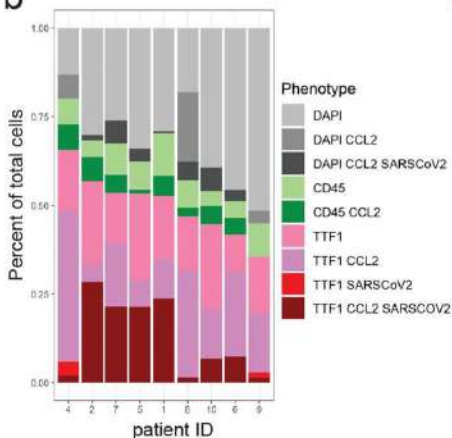 b
Percent of total cells
1.00
0.75
0.50
0.25
0.00
4 2 7 5 1 8 10 6 9
patient ID
Phenotype
DAPI
DAPI CCL2
DAPI CCL2 SARSCoV2
CD45
CD45 CCL2
TTF1
TTF1 CCL2
TTF1 SARSCoV2
TTF1 CCL2 SARSCOV2